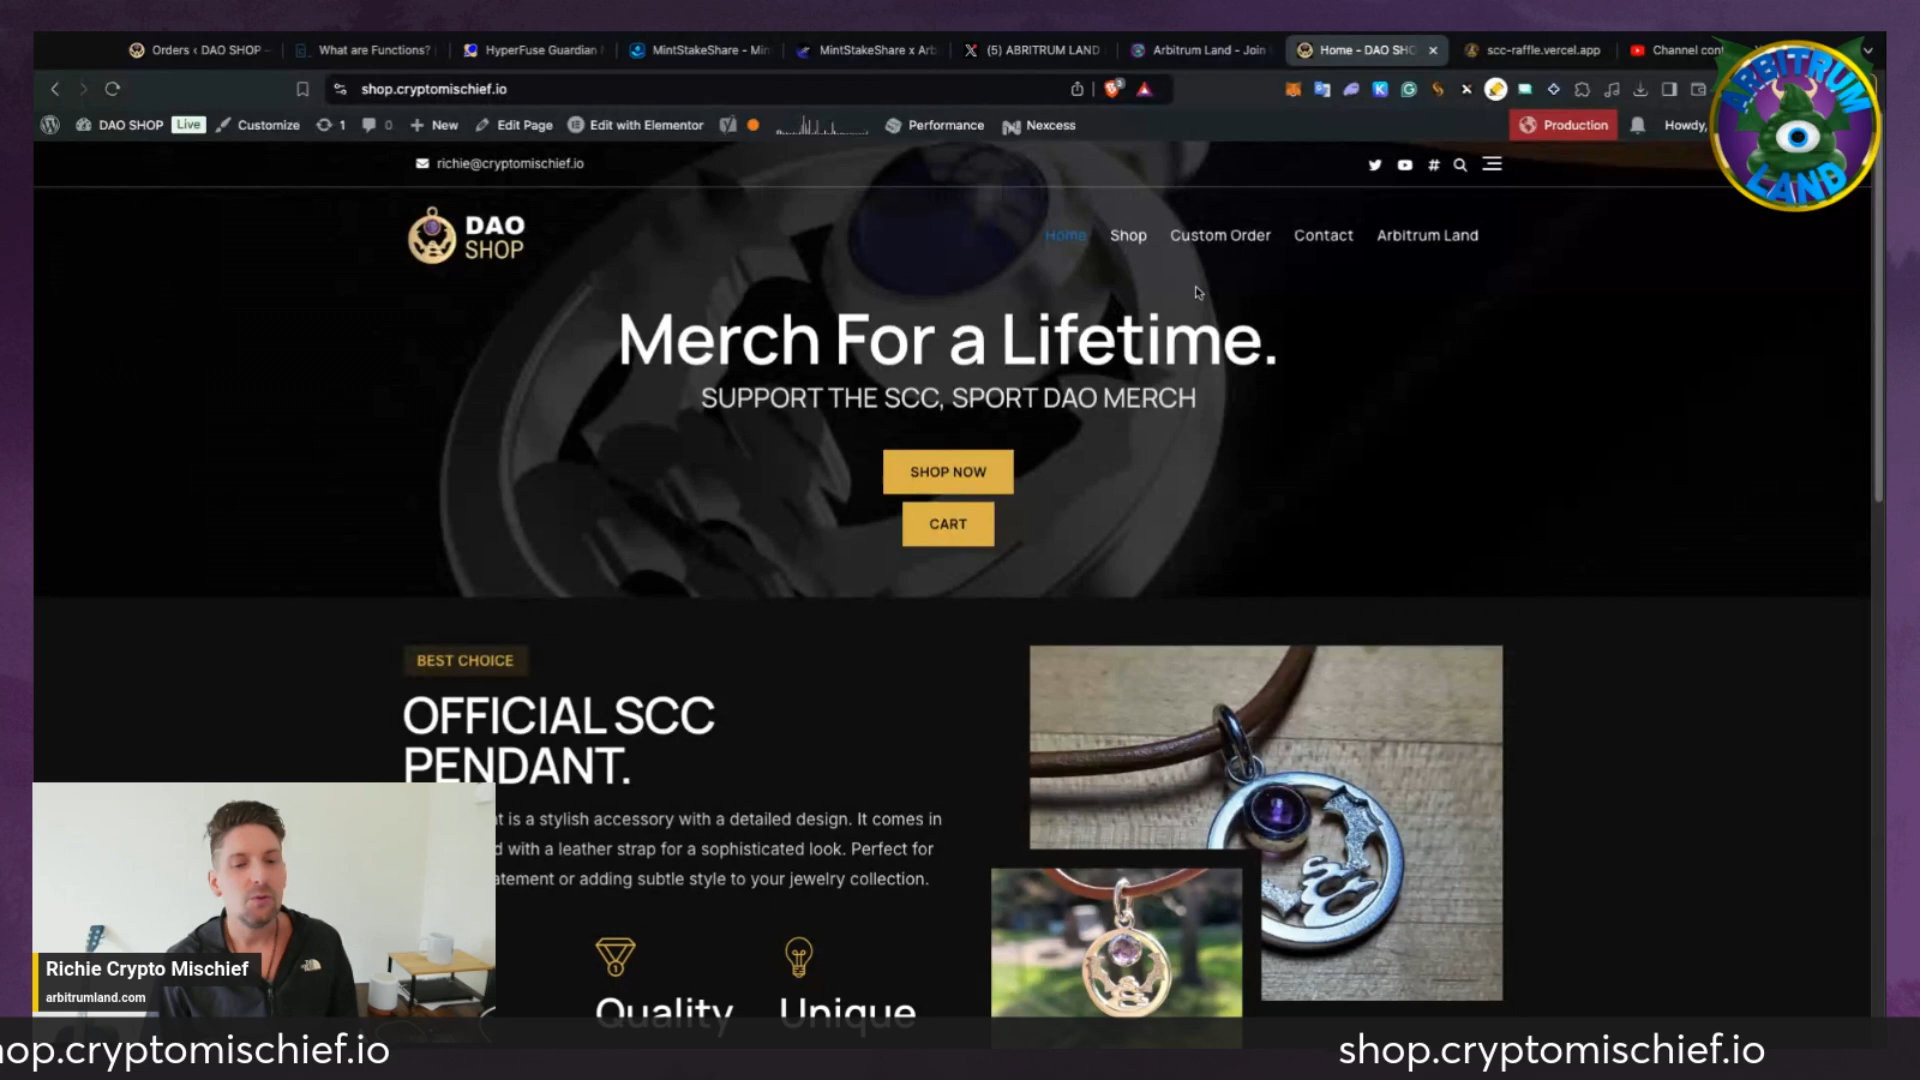 Orders ‹ DAO SHOP –
What are Functions?
HyperFuse Guardian
MintStakeShare - Min
MintStakeShare x Arb
(5) ABRITRUM LAND
Arbitrum Land - Join
Home - DAO SHO
scc-raffle.vercel.app
Channel con
shop.cryptomischief.io
DAO SHOP Live Customize 1 0 New Edit Page Edit with Elementor Performance Nexcess Production Howdy,
ARBITRUM
LAND
richie@cryptomischief.io
DAO
SHOP
Home Shop Custom Order Contact Arbitrum Land
Merch For a Lifetime.
SUPPORT THE SCC, SPORT DAO MERCH
SHOP NOW
CART
BEST CHOICE
OFFICIAL SCC
PENDANT.
t is a stylish accessory with a detailed design. It comes in
d with a leather strap for a sophisticated look. Perfect for
atement or adding subtle style to your jewelry collection.
Quality Unique
Richie Crypto Mischief
arbitrumland.com
hop.cryptomischief.io
shop.cryptomischief.io